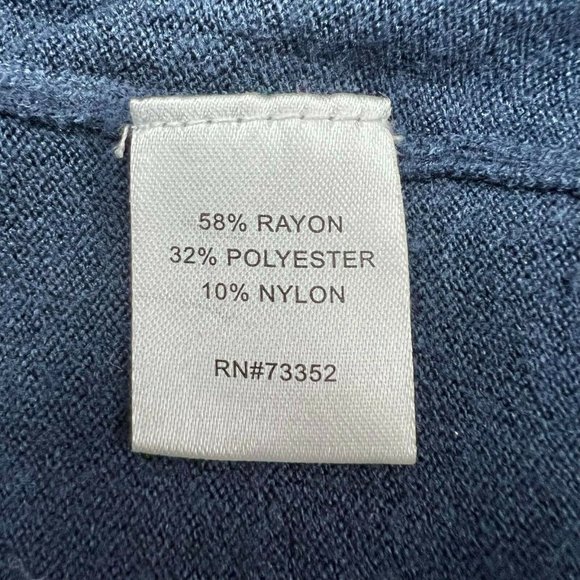 58% RAYON
32% POLYESTER
10% NYLON
RN#73352